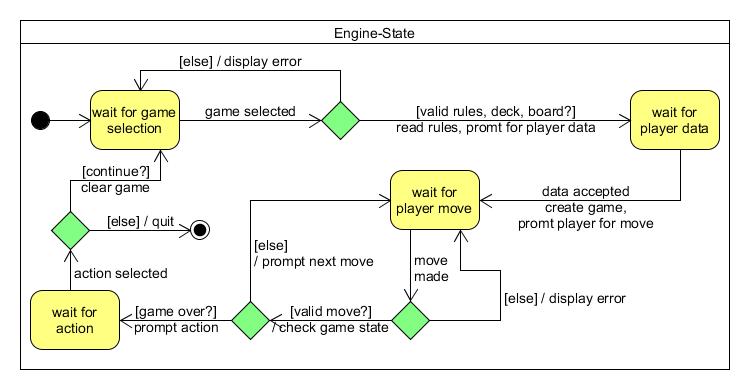 Engine-State
[else] / display error
wait for game
selection
game selected
[valid rules, deck, board?]
read rules, promt for player data
wait for
player data
[continue?]
clear game
wait for
player move
data accepted
create game,
promt player for move
[else] / quit
[else]
/ prompt next move
move
made
action selected
wait for
action
[game over?]
prompt action
[valid move?]
/ check game state
[else] / display error